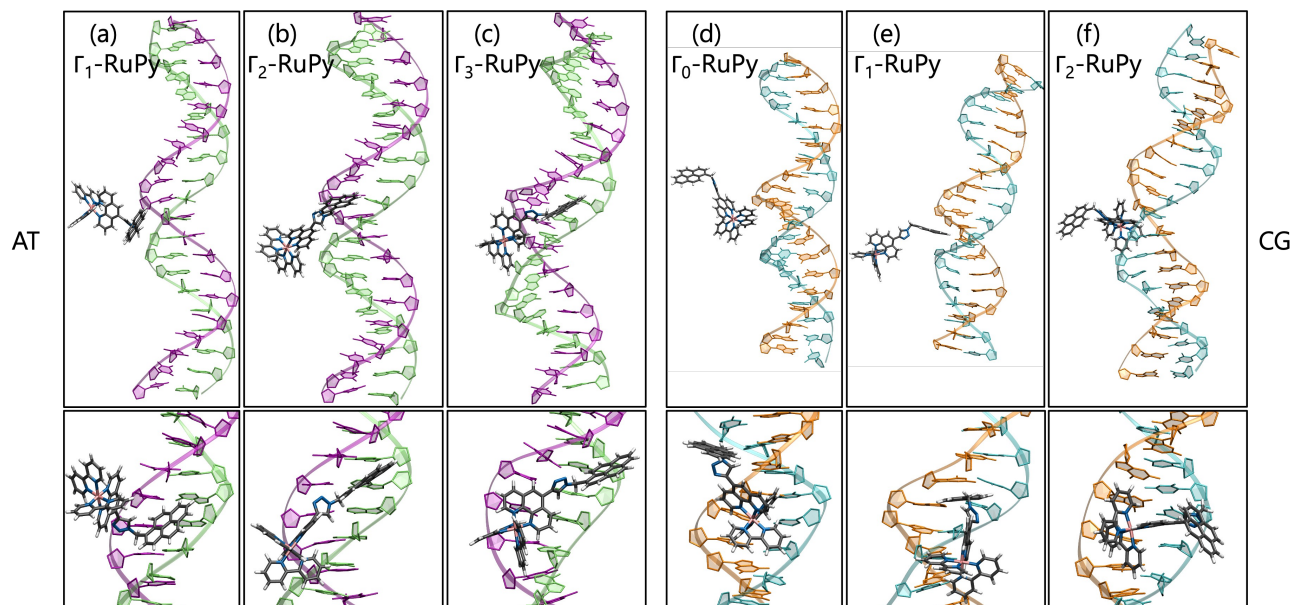 (a)
Γ₁-RuPy
(b)
Γ₂-RuPy
(c)
Γ₃-RuPy
(d)
Γ₀-RuPy
(e)
Γ₁-RuPy
(f)
Γ₂-RuPy
AT
CG